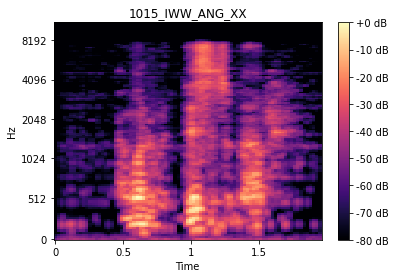 1015_IWW_ANG_XX
8192
4096
2048
1024
512
0
Hz
0
0.5
1
1.5
Time
+0 dB
-10 dB
-20 dB
-30 dB
-40 dB
-50 dB
-60 dB
-70 dB
-80 dB